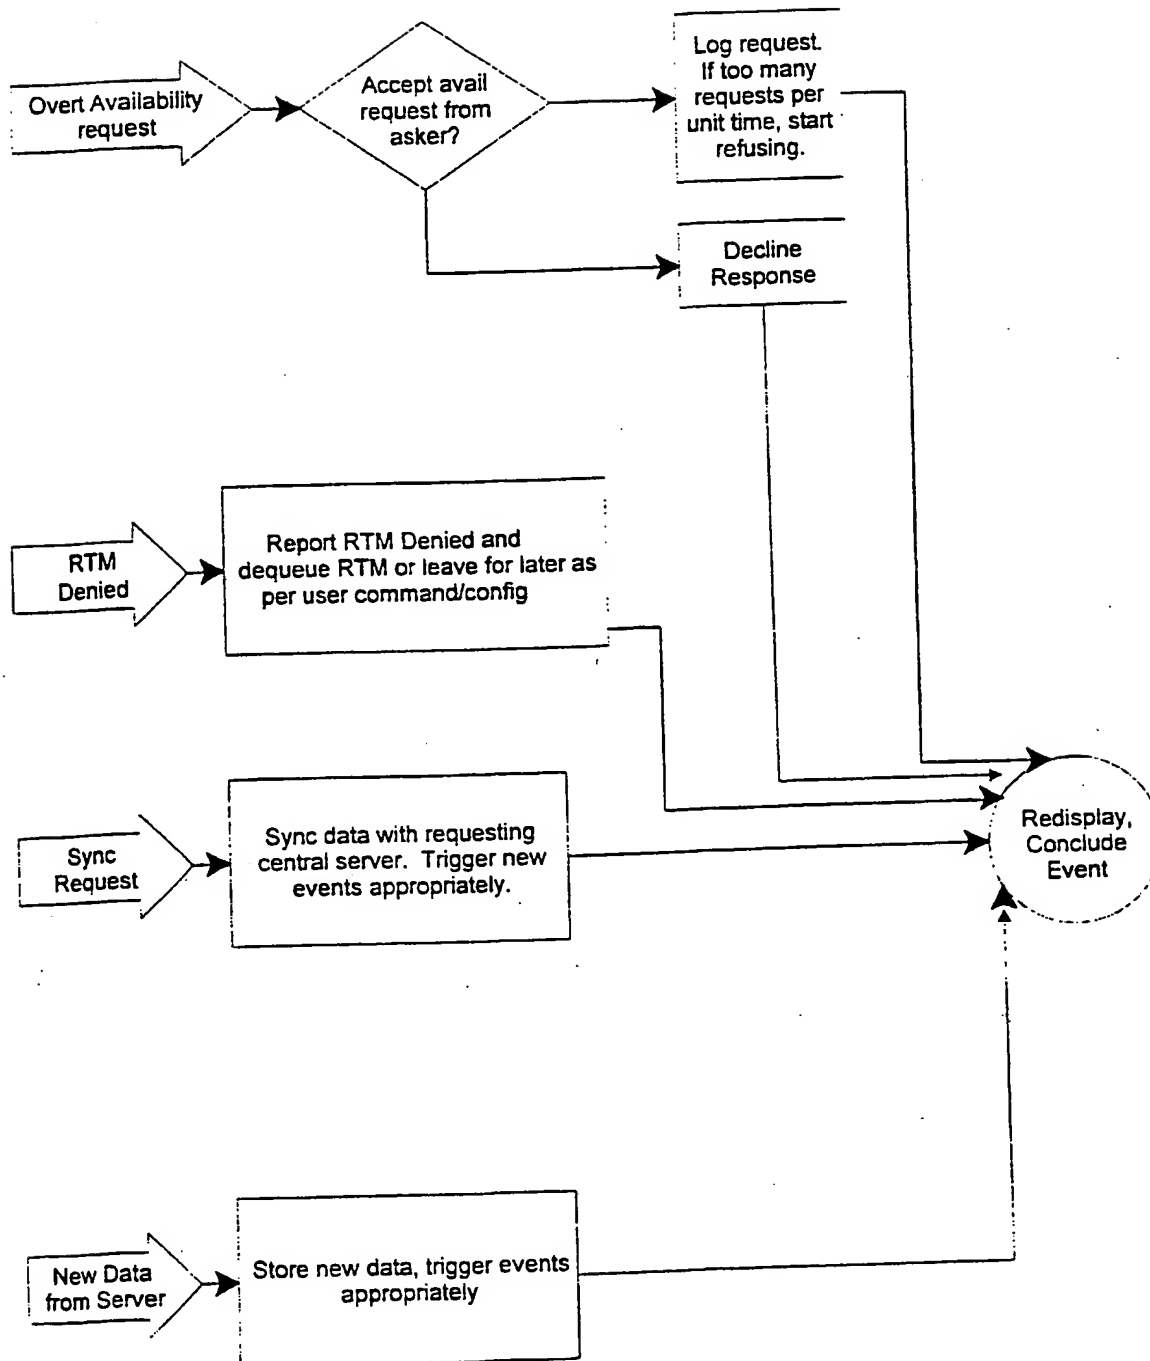 Overt Availability
request
Accept avail
request from
asker?
Log request.
If too many
requests per
unit time, start
refusing.
Decline
Response
RTM
Denied
Report RTM Denied and
dequeue RTM or leave for later as
per user command/config
Sync
Request
Sync data with requesting
central server. Trigger new
events appropriately.
Redisplay,
Conclude
Event
New Data
from Server
Store new data, trigger events
appropriately